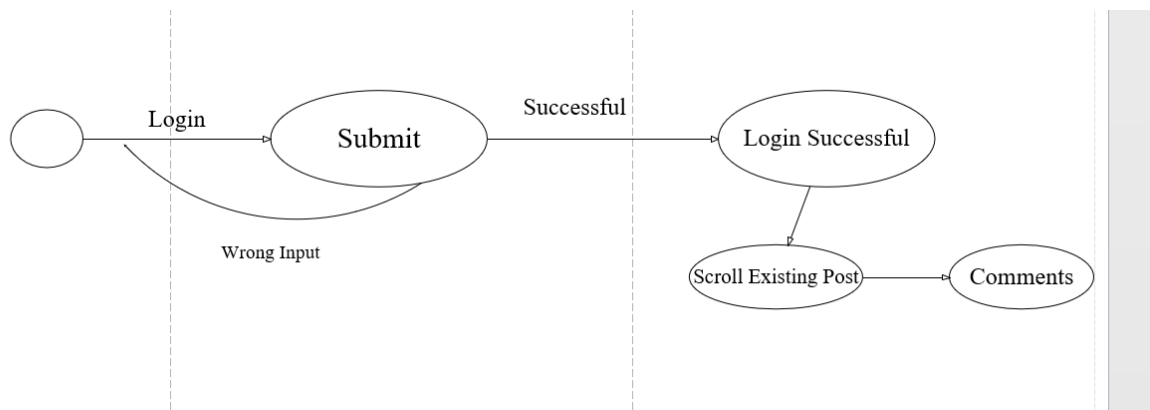 Login
Submit
Successful
Login Successful
Wrong Input
Scroll Existing Post
Comments